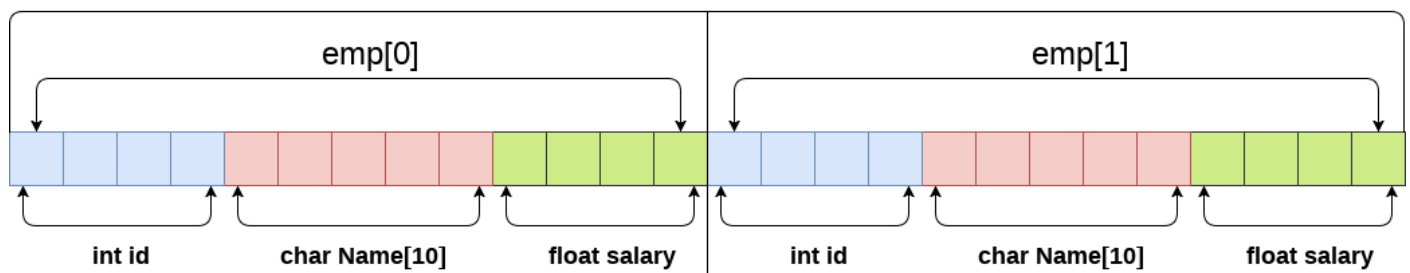 emp[0]
emp[1]
int id
char Name[10]
float salary
int id
char Name[10]
float salary